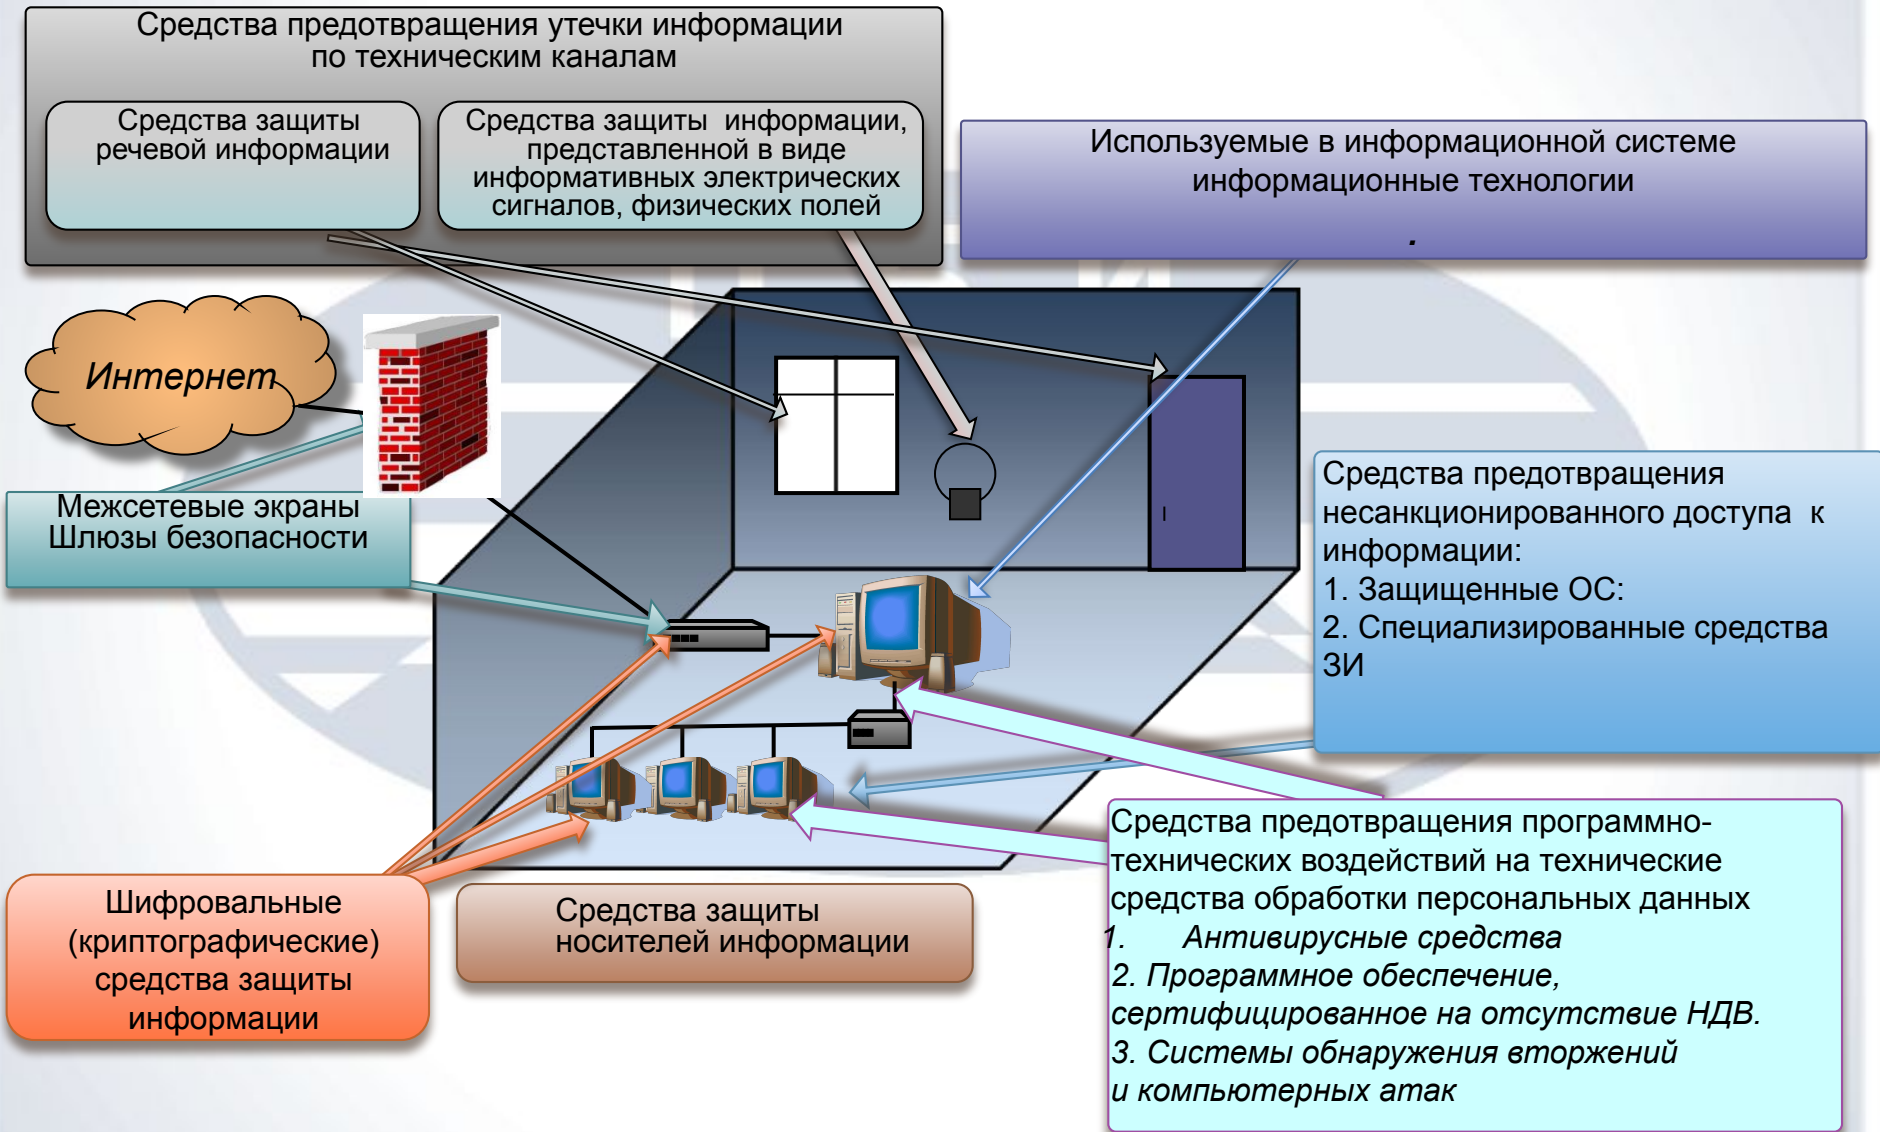 Средства предотвращения утечки информации
по техническим каналам
Средства защиты
речевой информации
Средства защиты информации,
представленной в виде
информативных электрических
сигналов, физических полей
Используемые в информационной системе
информационные технологии
.
Интернет
Межсетевые экраны
Шлюзы безопасности
Средства предотвращения
несанкционированного доступа к
информации:
1. Защищенные ОС:
2. Специализированные средства
ЗИ
Шифровальные
(криптографические)
средства защиты
информации
Средства защиты
носителей информации
Средства предотвращения программно-
технических воздействий на технические
средства обработки персональных данных
1. Антивирусные средства
2. Программное обеспечение,
сертифицированное на отсутствие НДВ.
3. Системы обнаружения вторжений
и компьютерных атак